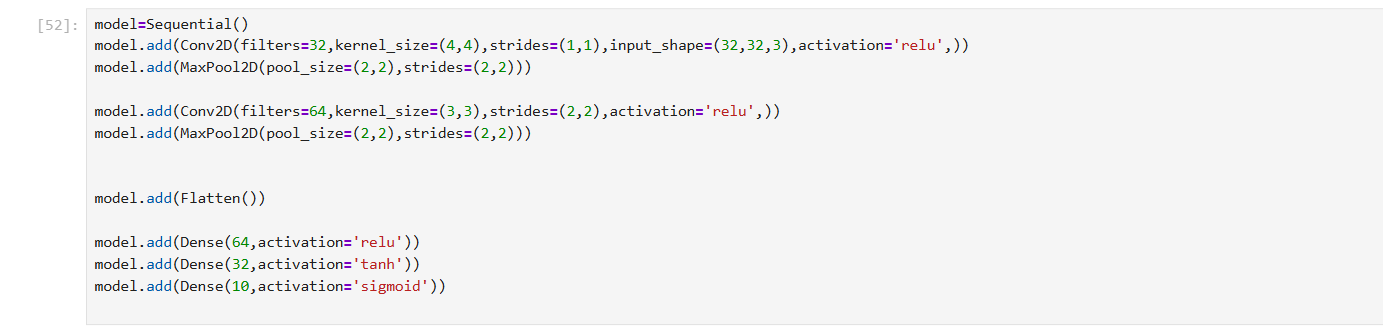 [52]: model=Sequential()
model.add(Conv2D(filters=32,kernel_size=(4,4),strides=(1,1),input_shape=(32,32,3),activation='relu',))
model.add(MaxPool2D(pool_size=(2,2),strides=(2,2)))
model.add(Conv2D(filters=64,kernel_size=(3,3),strides=(2,2),activation='relu',))
model.add(MaxPool2D(pool_size=(2,2),strides=(2,2)))
model.add(Flatten())
model.add(Dense(64,activation='relu'))
model.add(Dense(32,activation='tanh'))
model.add(Dense(10,activation='sigmoid'))